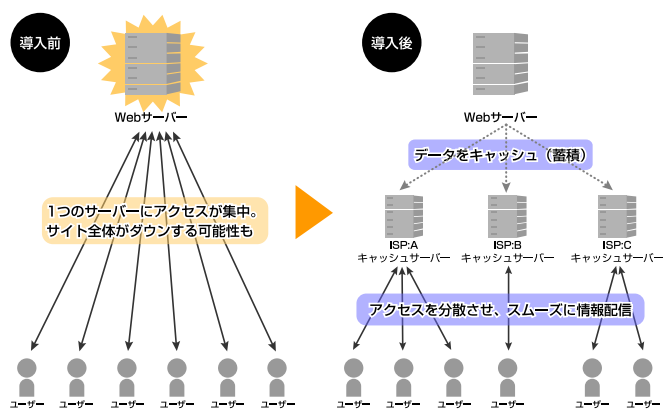 導入前
Webサーバー
1つのサーバーにアクセスが集中。
サイト全体がダウンする可能性も
ユーザー ユーザー ユーザー ユーザー ユーザー ユーザー
導入後
Webサーバー
データをキャッシュ（蓄積）
ISP:A
キャッシュサーバー
ISP:B
キャッシュサーバー
ISP:C
キャッシュサーバー
アクセスを分散させ、スムーズに情報配信
ユーザー ユーザー ユーザー ユーザー ユーザー ユーザー